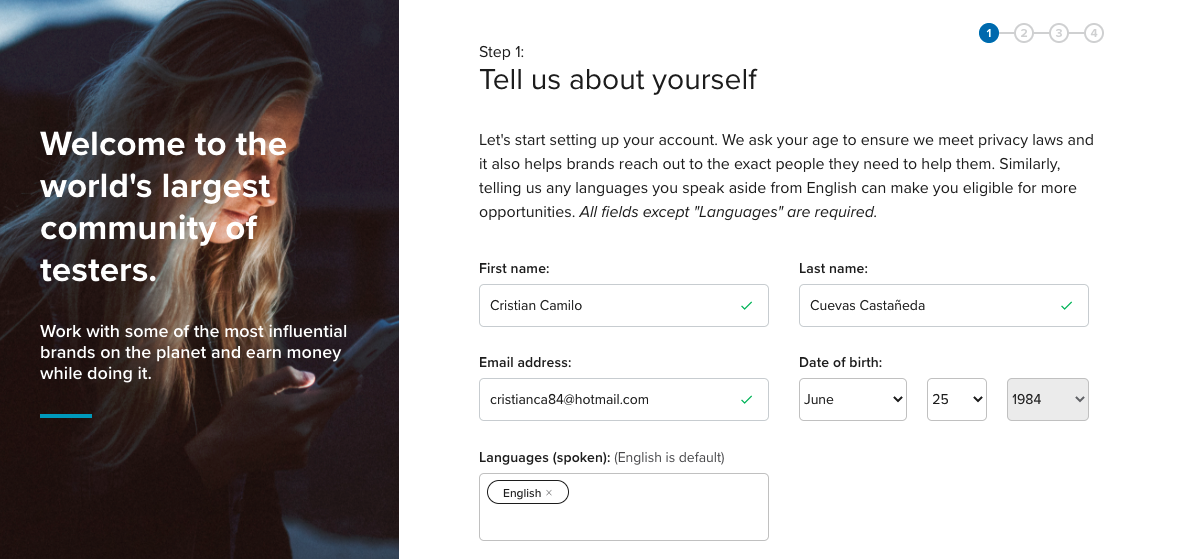 Welcome to the
world's largest
community of
testers.
Work with some of the most influential
brands on the planet and earn money
while doing it.
1 2 3 4
Step 1:
Tell us about yourself
Let's start setting up your account. We ask your age to ensure we meet privacy laws and
it also helps brands reach out to the exact people they need to help them. Similarly,
telling us any languages you speak aside from English can make you eligible for more
opportunities. All fields except "Languages" are required.
First name:
Last name:
Cristian Camilo
Cuevas Castañeda
Email address:
Date of birth:
cristianca84@hotmail.com
June 25 1984
Languages (spoken): (English is default)
English ×